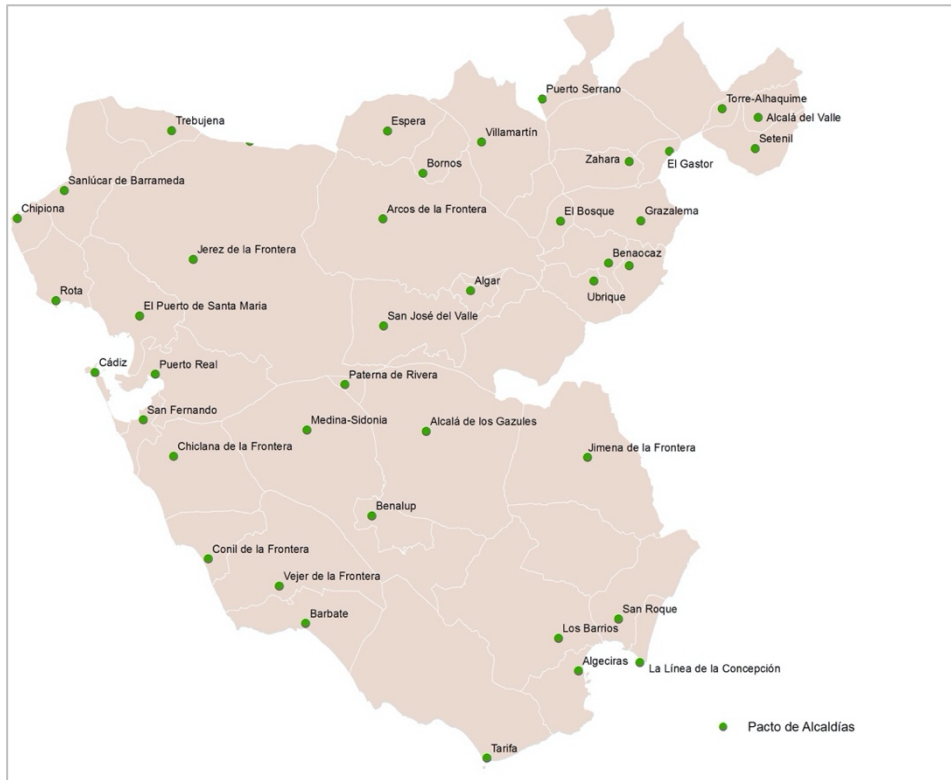 Puerto Serrano
Torre-Alhaquime
Trebujena
Espera
Villamartín
Alcalá del Valle
Setenil
Bornos
Zahara
El Gastor
Sanlúcar de Barrameda
Chipiona
Arcos de la Frontera
El Bosque
Grazalema
Jerez de la Frontera
Benaocaz
Algar
Rota
El Puerto de Santa Maria
Ubrique
San José del Valle
Cádiz
Puerto Real
Paterna de Rivera
San Fernando
Medina-Sidonia
Alcalá de los Gazules
Chiclana de la Frontera
Jimena de la Frontera
Benalup
Conil de la Frontera
Vejer de la Frontera
Barbate
San Roque
Los Barrios
Algeciras
La Línea de la Concepción
Pacto de Alcaldías
Tarifa